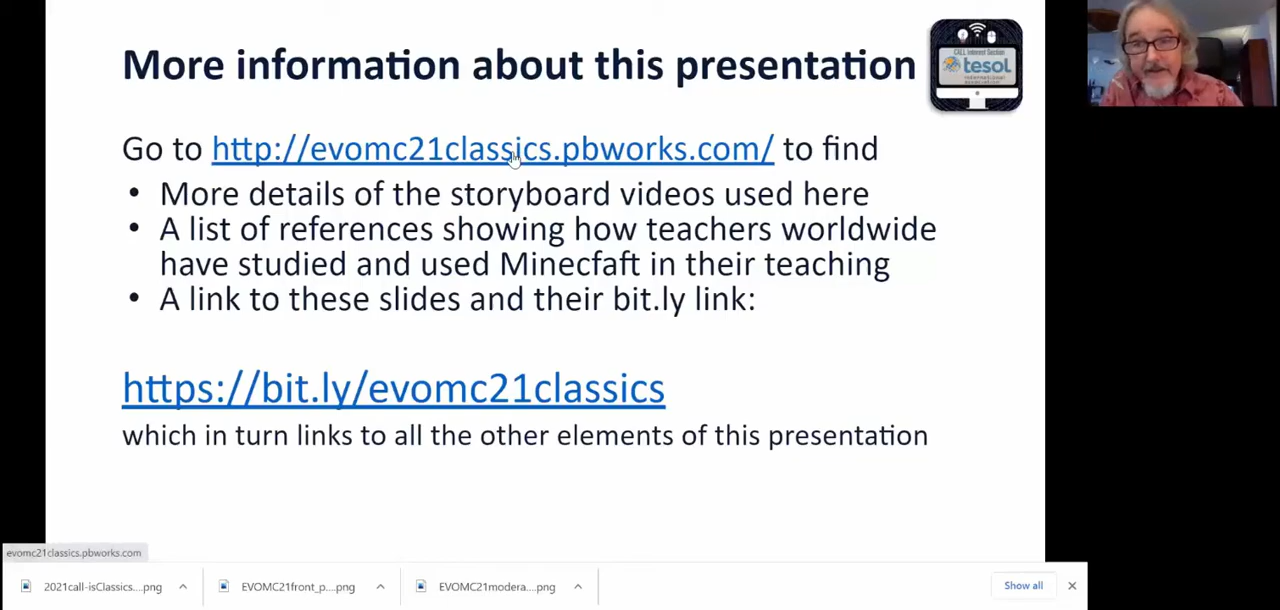 More information about this presentation
CALL Interest Section
tesol
Go to http://evomc21classics.pbworks.com/ to find
• More details of the storyboard videos used here
• A list of references showing how teachers worldwide
have studied and used Minecfaft in their teaching
• A link to these slides and their bit.ly link:
https://bit.ly/evomc21classics
which in turn links to all the other elements of this presentation
evomc21classics.pbworks.com
2021call-isClassics....png
EVOMC21front_p....png
EVOMC21modera....png
Show all